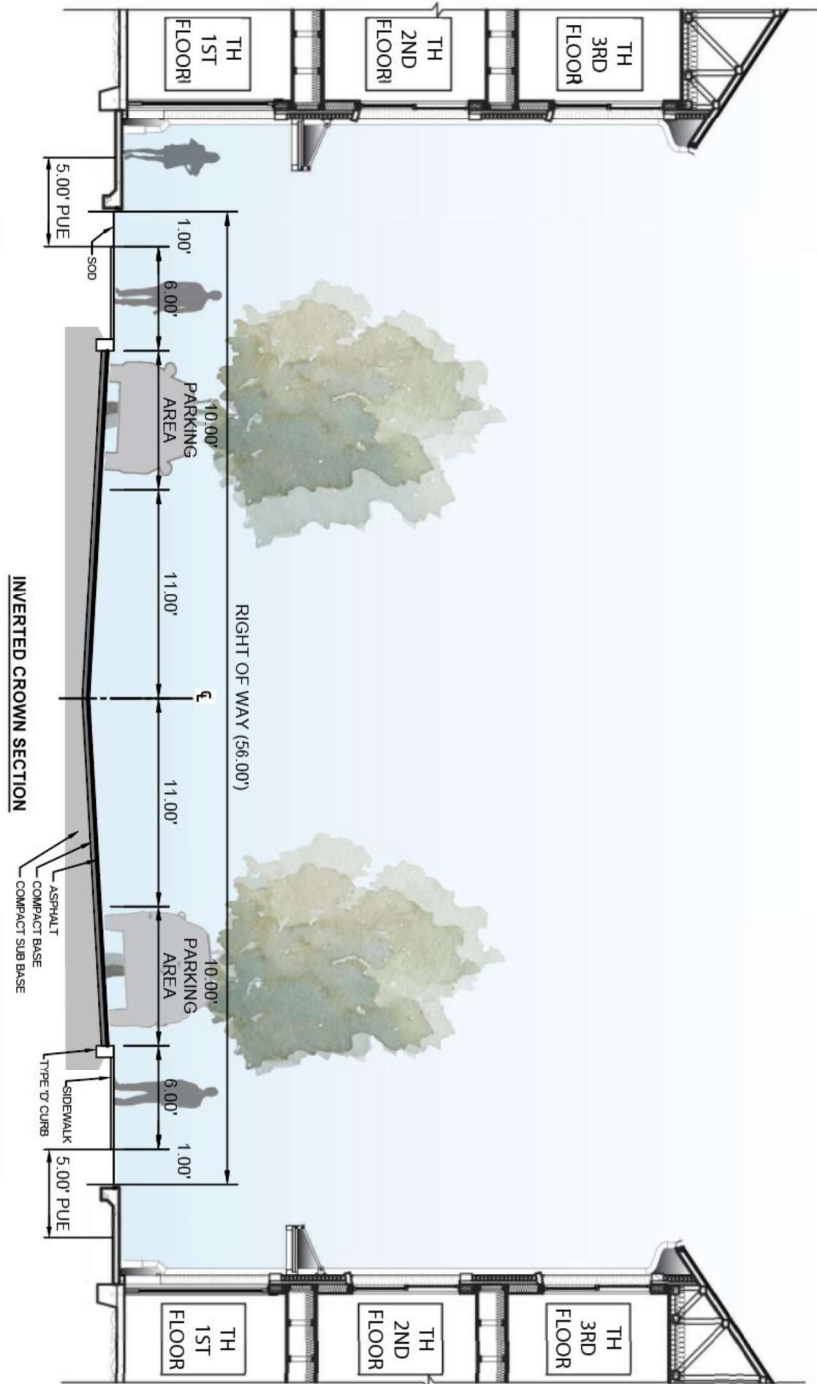 TH
3RD
FLOOR
TH
2ND
FLOOR
TH
1ST
FLOOR
TH
3RD
FLOOR
TH
2ND
FLOOR
TH
1ST
FLOOR
RIGHT OF WAY (56.00')
5.00' PUE
1.00'
6.00'
10.00'
PARKING
AREA
11.00'
℄
11.00'
10.00'
PARKING
AREA
6.00'
1.00'
5.00' PUE
SOD
ASPHALT
COMPACT BASE
COMPACT SUB BASE
SIDEWALK
TYPE 'D' CURB
INVERTED CROWN SECTION